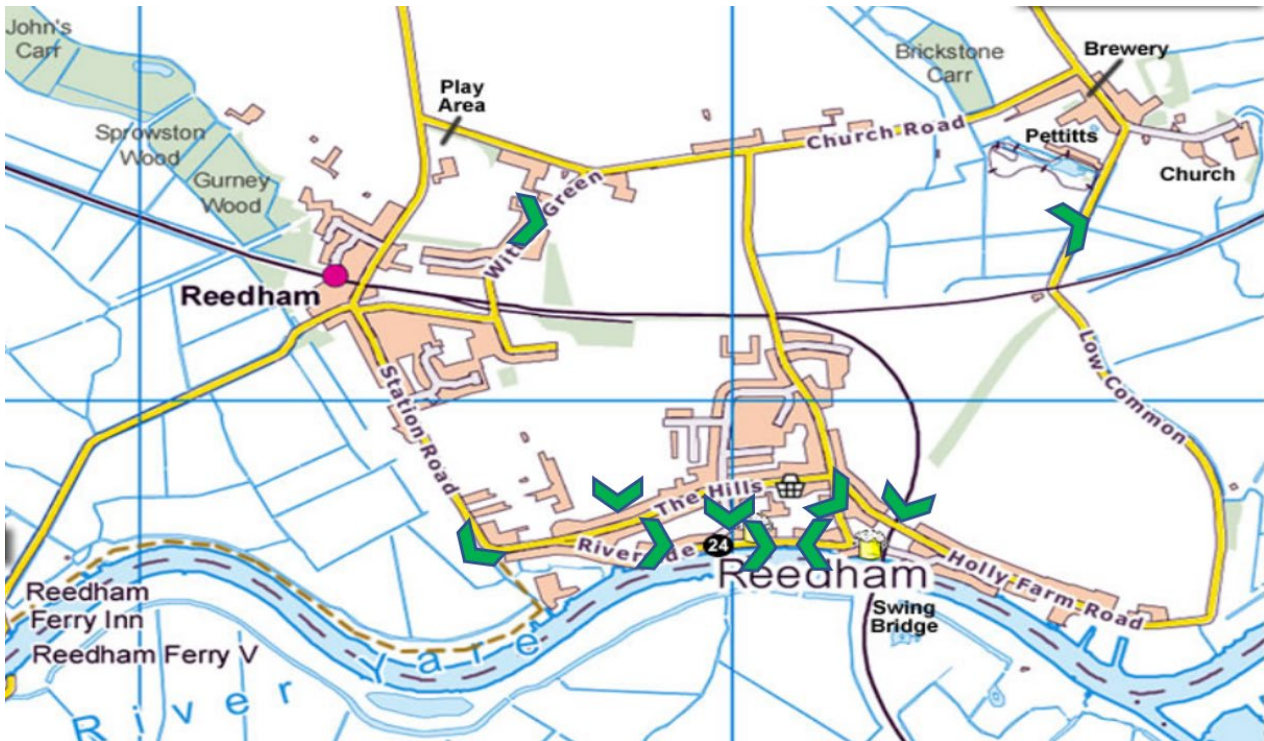 John's
Carr
Play
Area
Brickstone
Carr
Brewery
Sprowston
Wood
Church Road
Pettitts
Gurney
Wood
Church
Green
Reedham
Low Common
Station Road
The Hills
24
Reedham
Holly Farm Road
Swing
Bridge
Reedham
Ferry Inn
Reedham Ferry V
River Yare